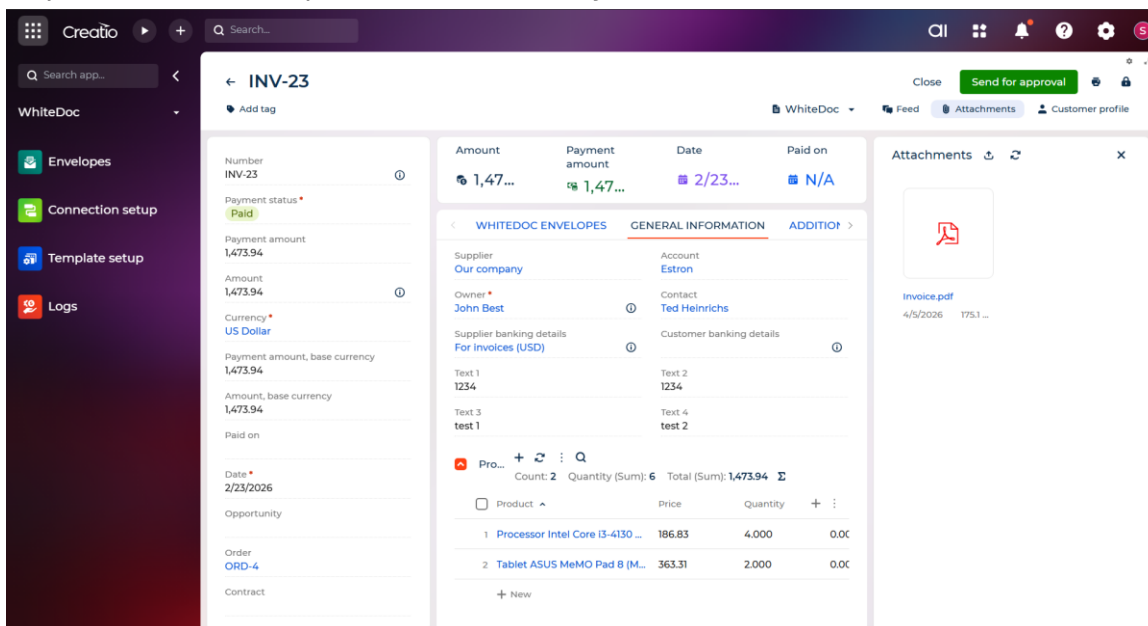 Creatio
Search...
ai
S
Search app...
WhiteDoc
Envelopes
Connection setup
Template setup
Logs
INV-23
Add tag
Close
Send for approval
WhiteDoc
Feed
Attachments
Customer profile
Number
INV-23
Payment status *
Paid
Payment amount
1,473.94
Amount
1,473.94
Currency *
US Dollar
Payment amount, base currency
1,473.94
Amount, base currency
1,473.94
Paid on
Date *
2/23/2026
Opportunity
Order
ORD-4
Contract
Amount
1,47...
Payment
amount
1,47...
Date
2/23...
Paid on
N/A
WHITEDOC ENVELOPES
GENERAL INFORMATION
ADDITION
Supplier
Our company
Account
Estron
Owner *
John Best
Contact
Ted Heinrichs
Supplier banking details
For invoices (USD)
Customer banking details
Text 1
1234
Text 2
1234
Text 3
test 1
Text 4
test 2
Pro...
Count: 2 Quantity (Sum): 6 Total (Sum): 1,473.94 Σ
Product Price Quantity
1 Processor Intel Core i3-4130 ... 186.83 4.000 0.00
2 Tablet ASUS MeMO Pad 8 (M... 363.31 2.000 0.00
+ New
Attachments
Invoice.pdf
4/5/2026 175.1 ...